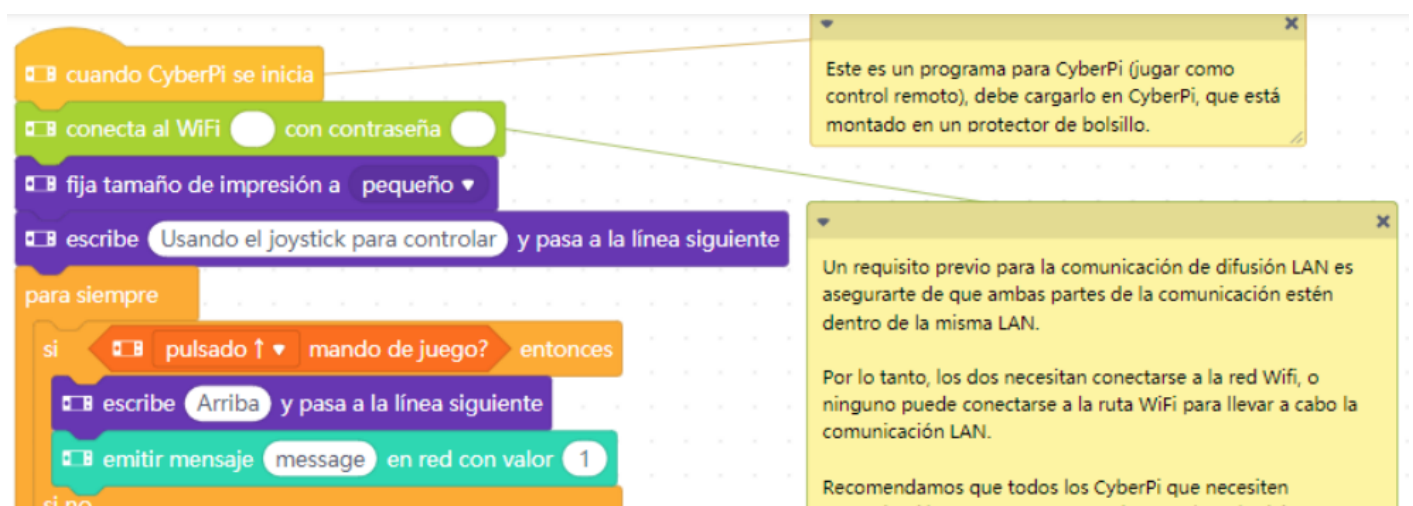 cuando CyberPi se inicia
conecta al WiFi con contraseña
fija tamaño de impresión a pequeño
escribe Usando el joystick para controlar y pasa a la línea siguiente
para siempre
si pulsado ↑ mando de juego? entonces
escribe Arriba y pasa a la línea siguiente
emitir mensaje message en red con valor 1
si no
Este es un programa para CyberPi (jugar como
control remoto), debe cargarlo en CyberPi, que está
montado en un protector de bolsillo.
Un requisito previo para la comunicación de difusión LAN es
asegurarte de que ambas partes de la comunicación estén
dentro de la misma LAN.
Por lo tanto, los dos necesitan conectarse a la red Wifi, o
ninguno puede conectarse a la ruta WiFi para llevar a cabo la
comunicación LAN.
Recomendamos que todos los CyberPi que necesiten